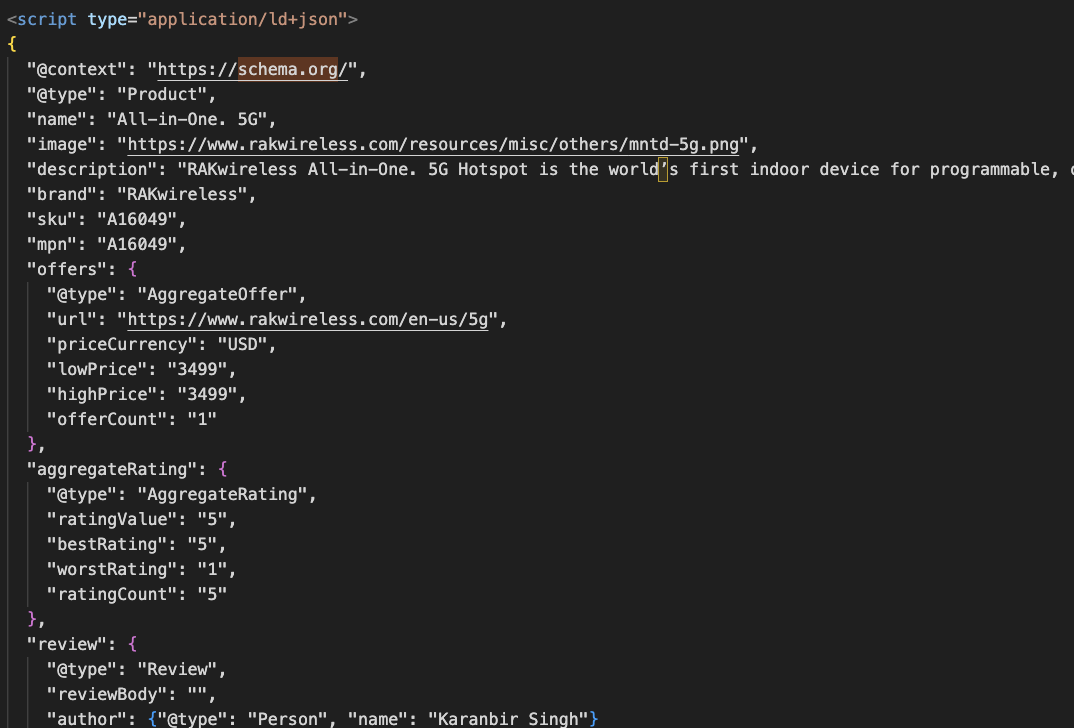 <script type="application/ld+json">
{
"@context": "https://schema.org/",
"@type": "Product",
"name": "All-in-One. 5G",
"image": "https://www.rakwireless.com/resources/misc/others/mntd-5g.png",
"description": "RAKwireless All-in-One. 5G Hotspot is the world’s first indoor device for programmable,
"brand": "RAKwireless",
"sku": "A16049",
"mpn": "A16049",
"offers": {
"@type": "AggregateOffer",
"url": "https://www.rakwireless.com/en-us/5g",
"priceCurrency": "USD",
"lowPrice": "3499",
"highPrice": "3499",
"offerCount": "1"
},
"aggregateRating": {
"@type": "AggregateRating",
"ratingValue": "5",
"bestRating": "5",
"worstRating": "1",
"ratingCount": "5"
},
"review": {
"@type": "Review",
"reviewBody": "",
"author": {"@type": "Person", "name": "Karanbir Singh"}